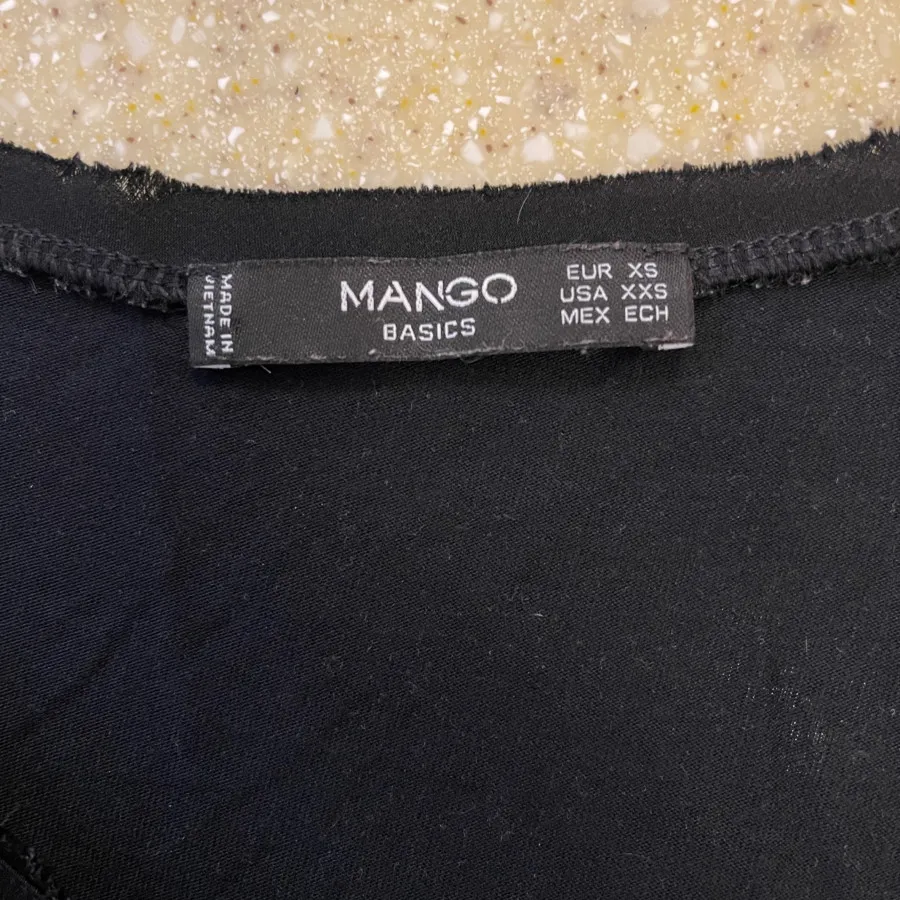 MADE IN
VIETNAM
MANGO
BASICS
EUR XS
USA XXS
MEX ECH